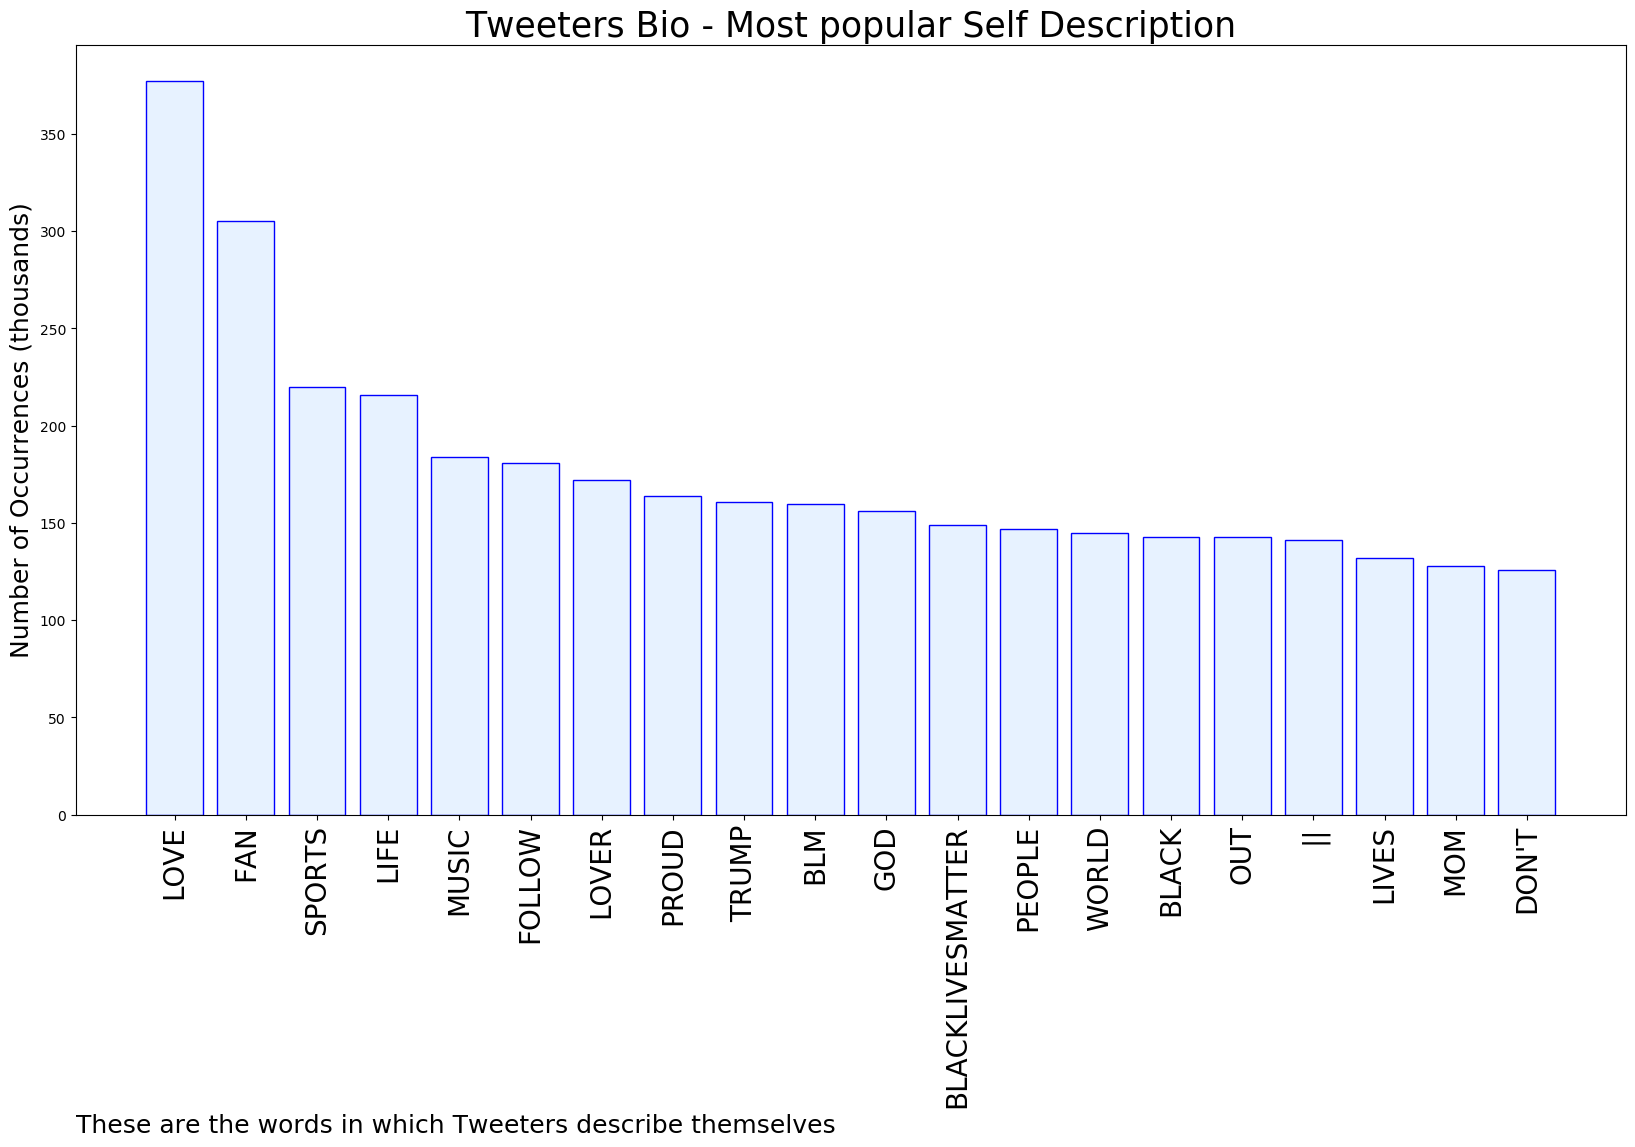 Tweeters Bio - Most popular Self Description
Number of Occurrences (thousands)
350
300
250
200
150
100
50
0
LOVE
FAN
SPORTS
LIFE
MUSIC
FOLLOW
LOVER
PROUD
TRUMP
BLM
GOD
BLACKLIVESMATTER
PEOPLE
WORLD
BLACK
OUT
||
LIVES
MOM
DON'T
These are the words in which Tweeters describe themselves